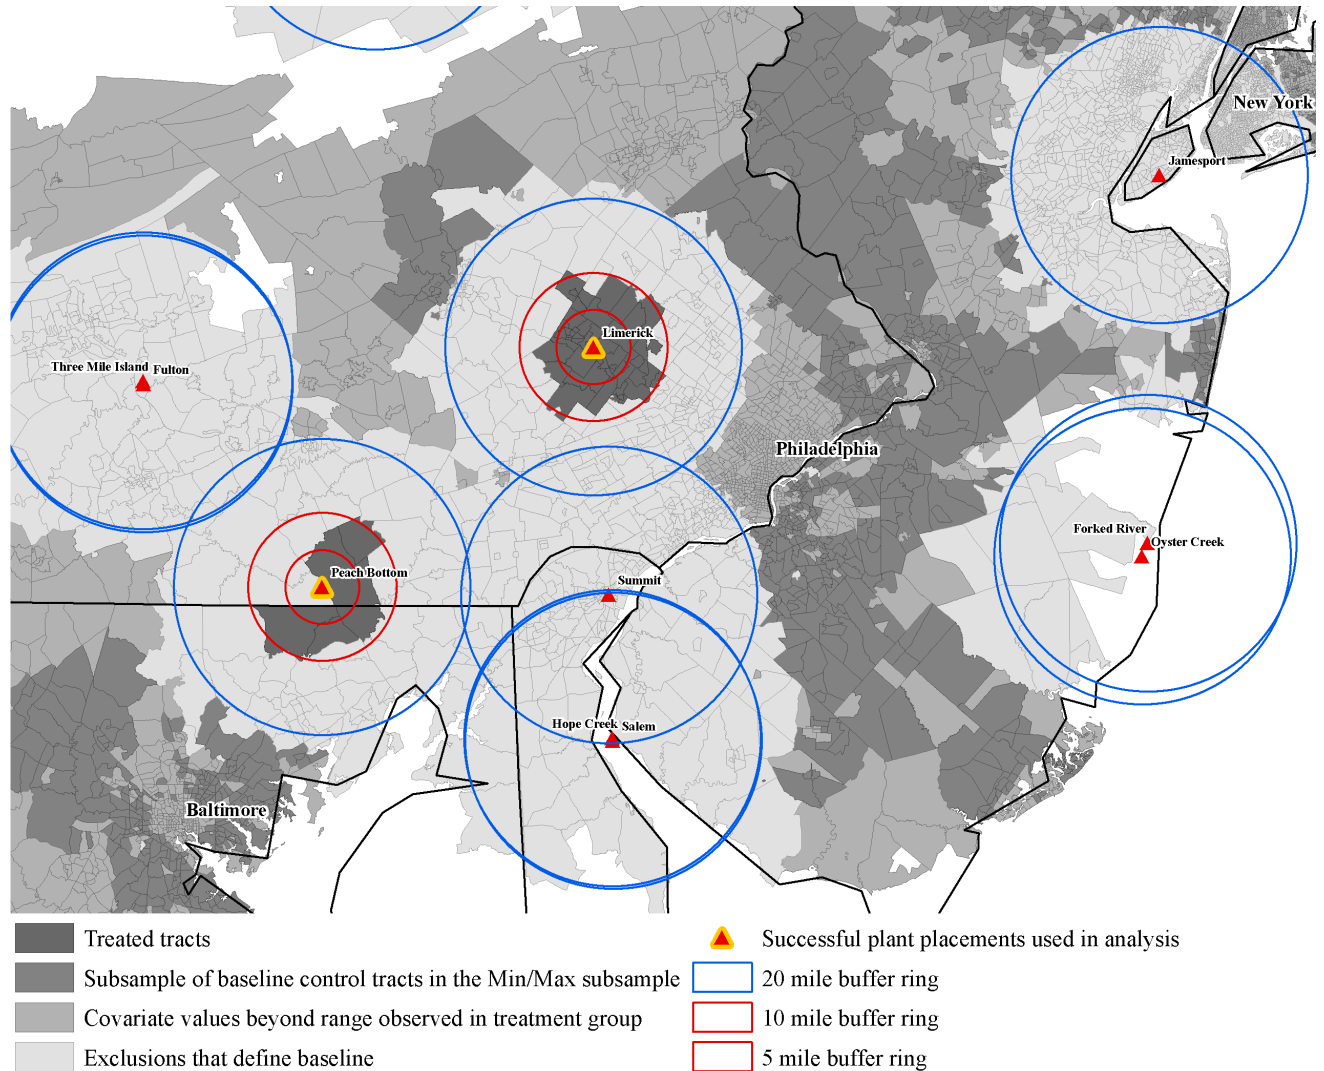 New York
Jamesport
Limerick
Three Mile Island
Fulton
Philadelphia
Forked River
Oyster Creek
Peach Bottom
Summit
Hope Creek
Salem
Baltimore
Treated tracts
Successful plant placements used in analysis
Subsample of baseline control tracts in the Min/Max subsample
20 mile buffer ring
Covariate values beyond range observed in treatment group
10 mile buffer ring
Exclusions that define baseline
5 mile buffer ring